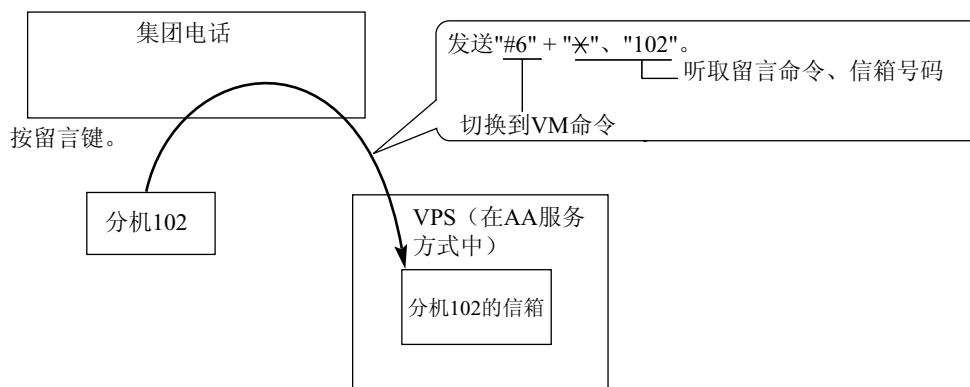 集团电话
发送"#6" + "✕"、"102"。
听取留言命令、信箱号码
切换到VM命令
按留言键。
分机102
VPS（在AA服务
方式中）
分机102的信箱